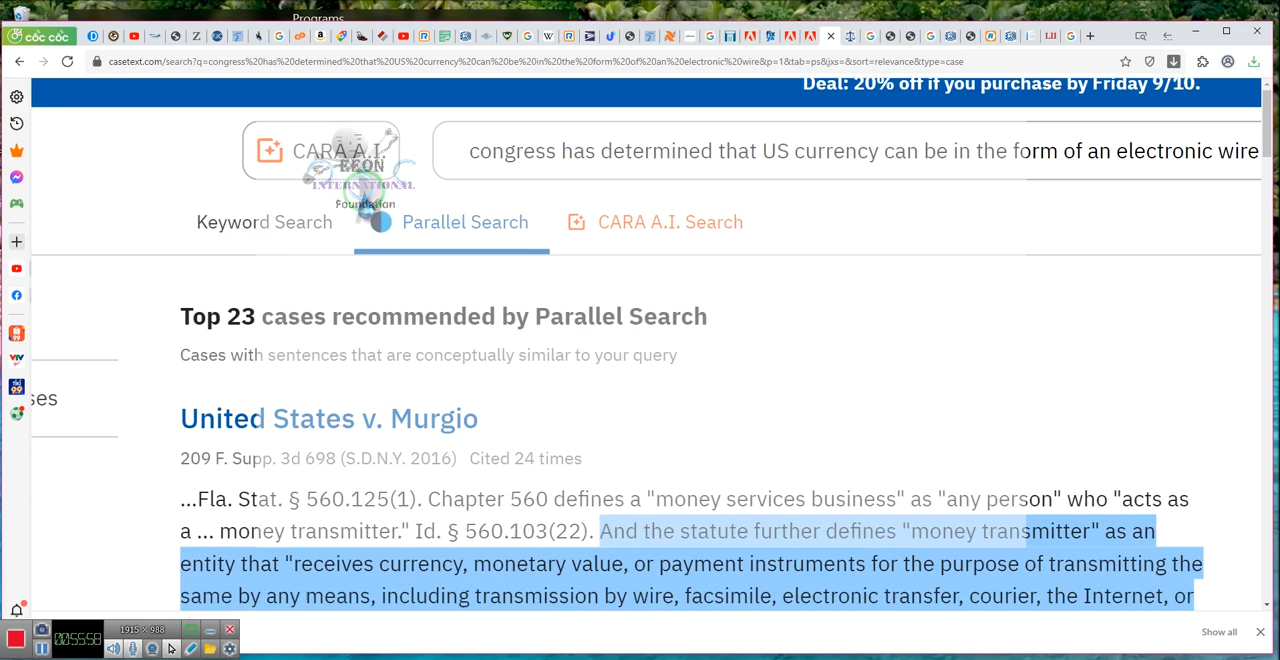 Programs
cốc cốc
casetext.com/search?q=congress%20has%20determined%20that%20US%20currency%20can%20be%20in%20the%20form%20of%20an%20electronic%20wire&p=1&tab=ps&jxs=&sort=relevance&type=case
Deal: 20% off if you purchase by Friday 9/10.
CARA A.I.
congress has determined that US currency can be in the form of an electronic wire
INTERNATIONAL
Foundation
Keyword Search
Parallel Search
CARA A.I. Search
Top 23 cases recommended by Parallel Search
Cases with sentences that are conceptually similar to your query
ses
United States v. Murgio
209 F. Supp. 3d 698 (S.D.N.Y. 2016) Cited 24 times
...Fla. Stat. § 560.125(1). Chapter 560 defines a "money services business" as "any person" who "acts as
a ... money transmitter." Id. § 560.103(22). And the statute further defines "money transmitter" as an
entity that "receives currency, monetary value, or payment instruments for the purpose of transmitting the
same by any means, including transmission by wire, facsimile, electronic transfer, courier, the Internet, or
Show all
1915 x 988